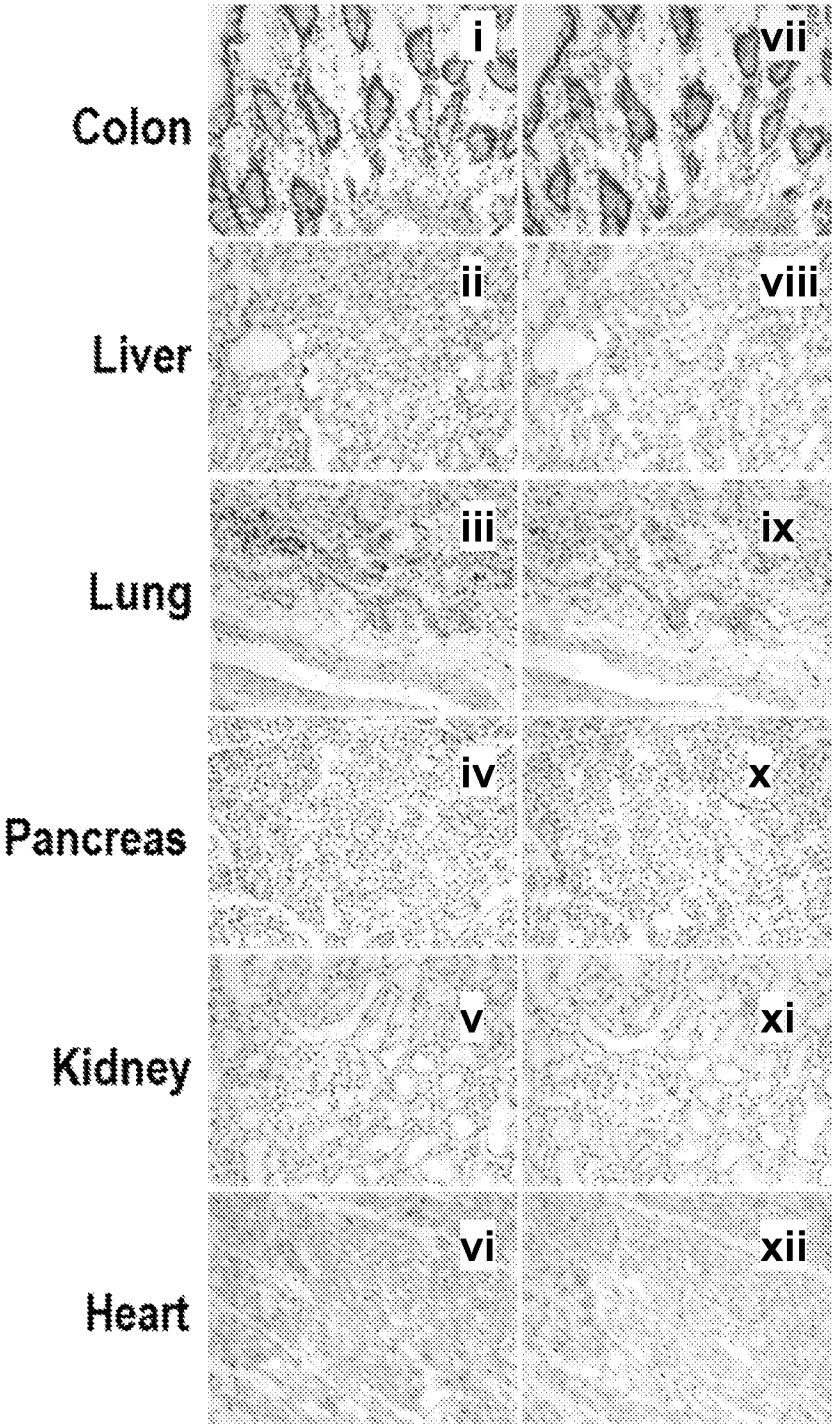 Colon i vii
Liver ii viii
Lung iii ix
Pancreas iv x
Kidney v xi
Heart vi xii